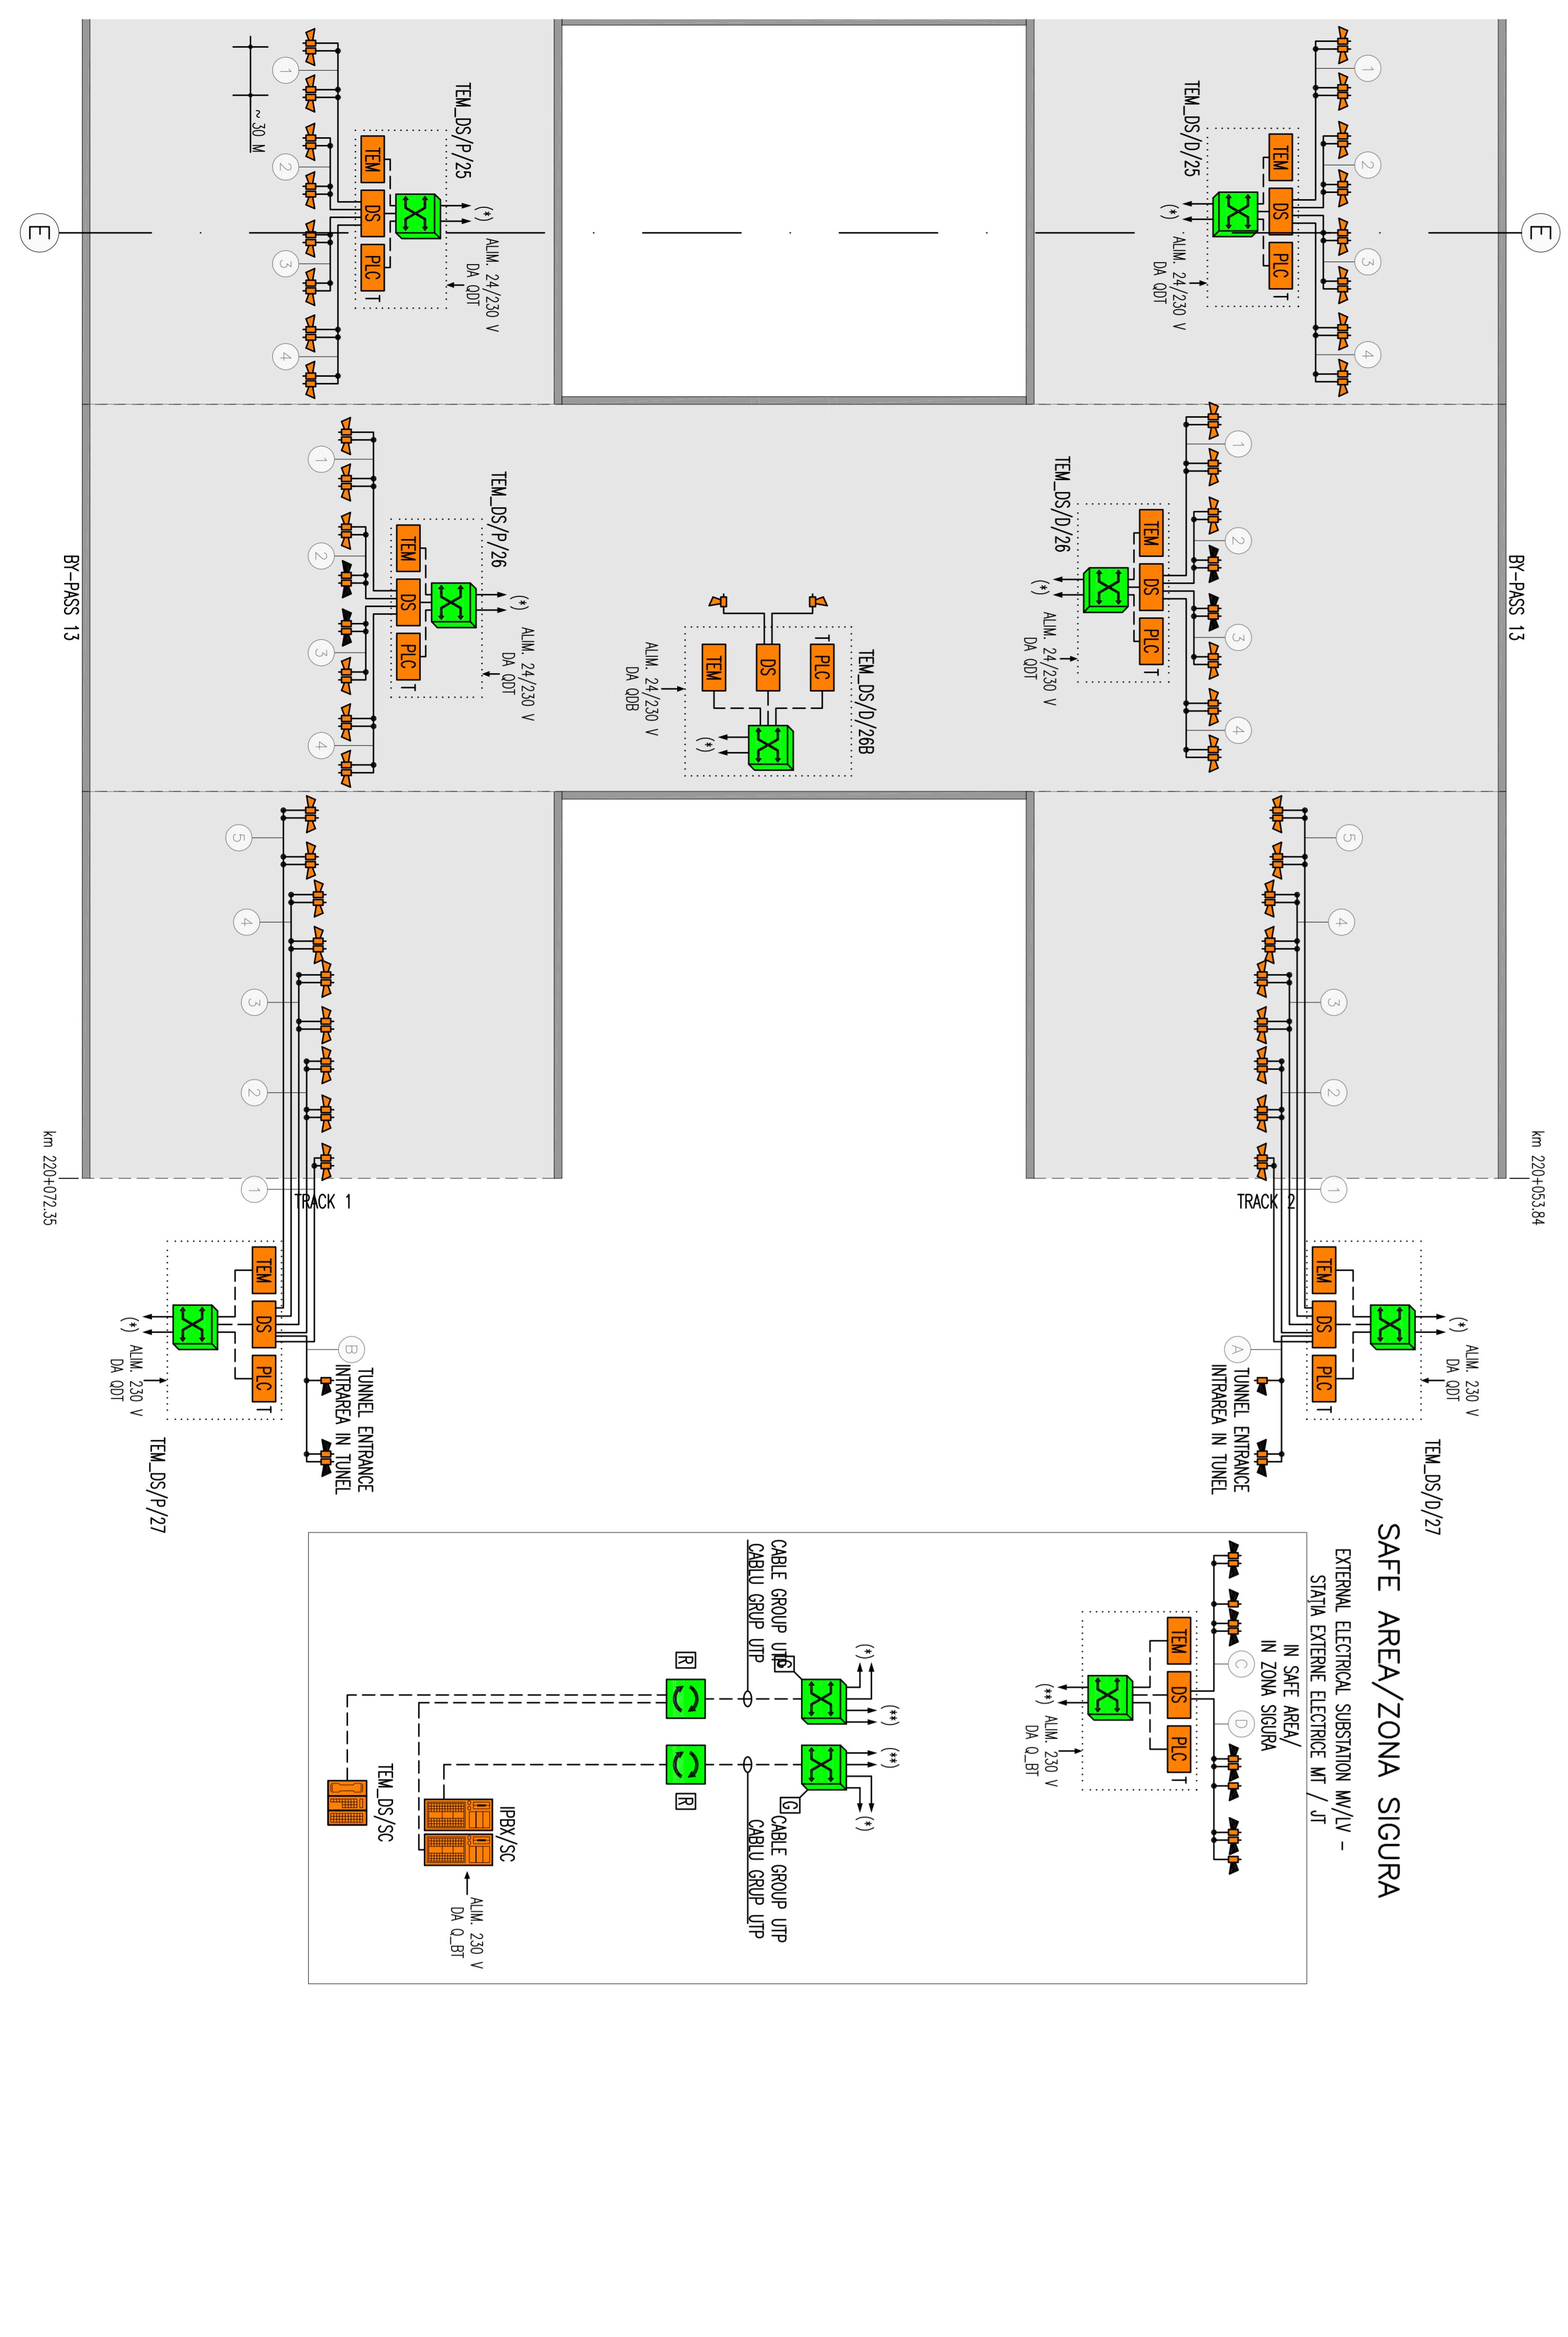 E
BY-PASS 13
km 220+053.84
1
2
3
4
TEM_DS/D/25
TEM
DS
PLC
T
(*)
ALIM. 24/230 V
DA QDT
1
2
3
4
TEM_DS/D/26
TEM
DS
PLC
T
(*)
ALIM. 24/230 V
DA QDT
5
4
3
2
1
TRACK 2
(*)
ALIM. 230 V
DA QDT
TEM_DS/D/27
TEM
DS
PLC
T
A
TUNNEL ENTRANCE
INTRAREA IN TUNEL
SAFE AREA/ZONA SIGURA
EXTERNAL ELECTRICAL SUBSTATION MV/LV -
STAŢIA EXTERNE ELECTRICE MT / JT
IN SAFE AREA/
IN ZONA SIGURA
C
D
TEM
DS
PLC
T
(**)
ALIM. 230 V
DA Q_BT
TEM_DS/D/26B
PLC
T
DS
TEM
(*)
ALIM. 24/230 V
DA QDB
(*)
(**)
(**)
(*)
G
G
CABLE GROUP UTP
CABLU GRUP UTP
CABLE GROUP UTP
CABLU GRUP UTP
R
R
IPBX/SC
ALIM. 230 V
DA Q_BT
TEM_DS/SC
TEM_DS/P/25
(*)
ALIM. 24/230 V
DA QDT
TEM
DS
PLC
T
1
2
3
4
~ 30 M
TEM_DS/P/26
(*)
ALIM. 24/230 V
DA QDT
TEM
DS
PLC
T
1
2
3
4
5
4
3
2
1
TRACK 1
TUNNEL ENTRANCE
INTRAREA IN TUNEL
B
TEM
DS
PLC
T
(*)
ALIM. 230 V
DA QDT
TEM_DS/P/27
BY-PASS 13
km 220+072.35
E